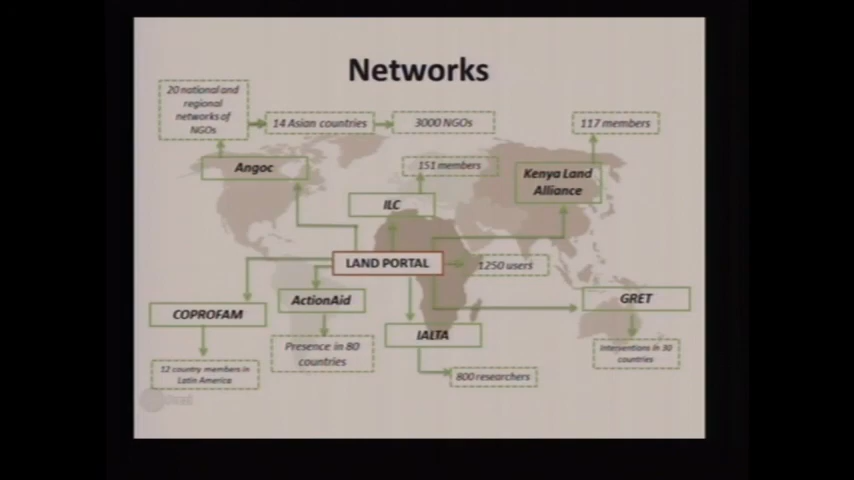 Networks
20 national and
regional
networks of
NGOs
14 Asian countries
3000 NGOs
117 members
Angoc
151 members
Kenya Land
Alliance
ILC
LAND PORTAL
1250 users
COPROFAM
ActionAid
GRET
IALTA
Presence in 80
countries
Interventions in 30
countries
12 country members in
Latin America
800 researchers